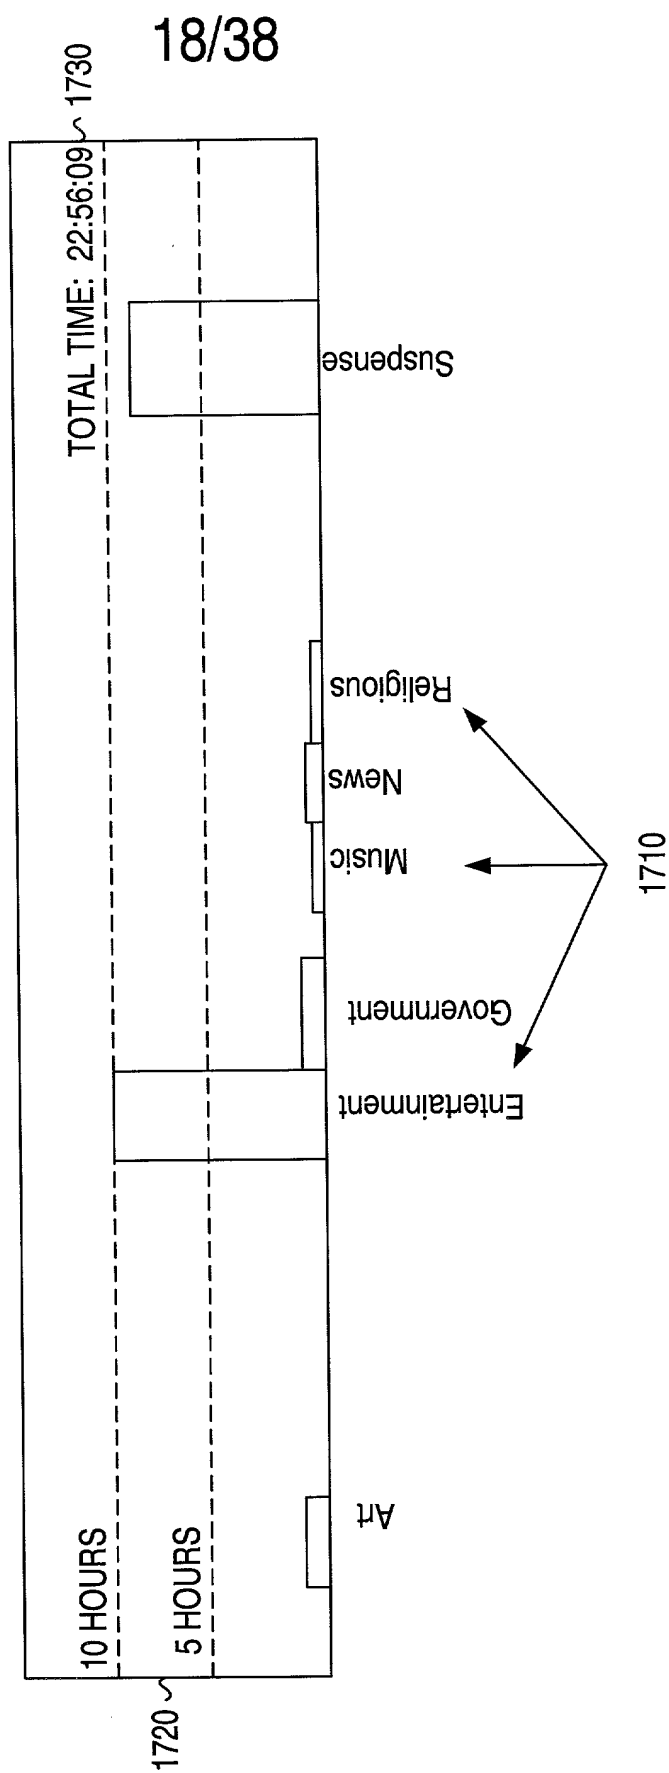 18/38
1730
TOTAL TIME: 22:56:09
10 HOURS
5 HOURS
1720
Art
Entertainment
Government
Music
News
Religious
Suspense
1710